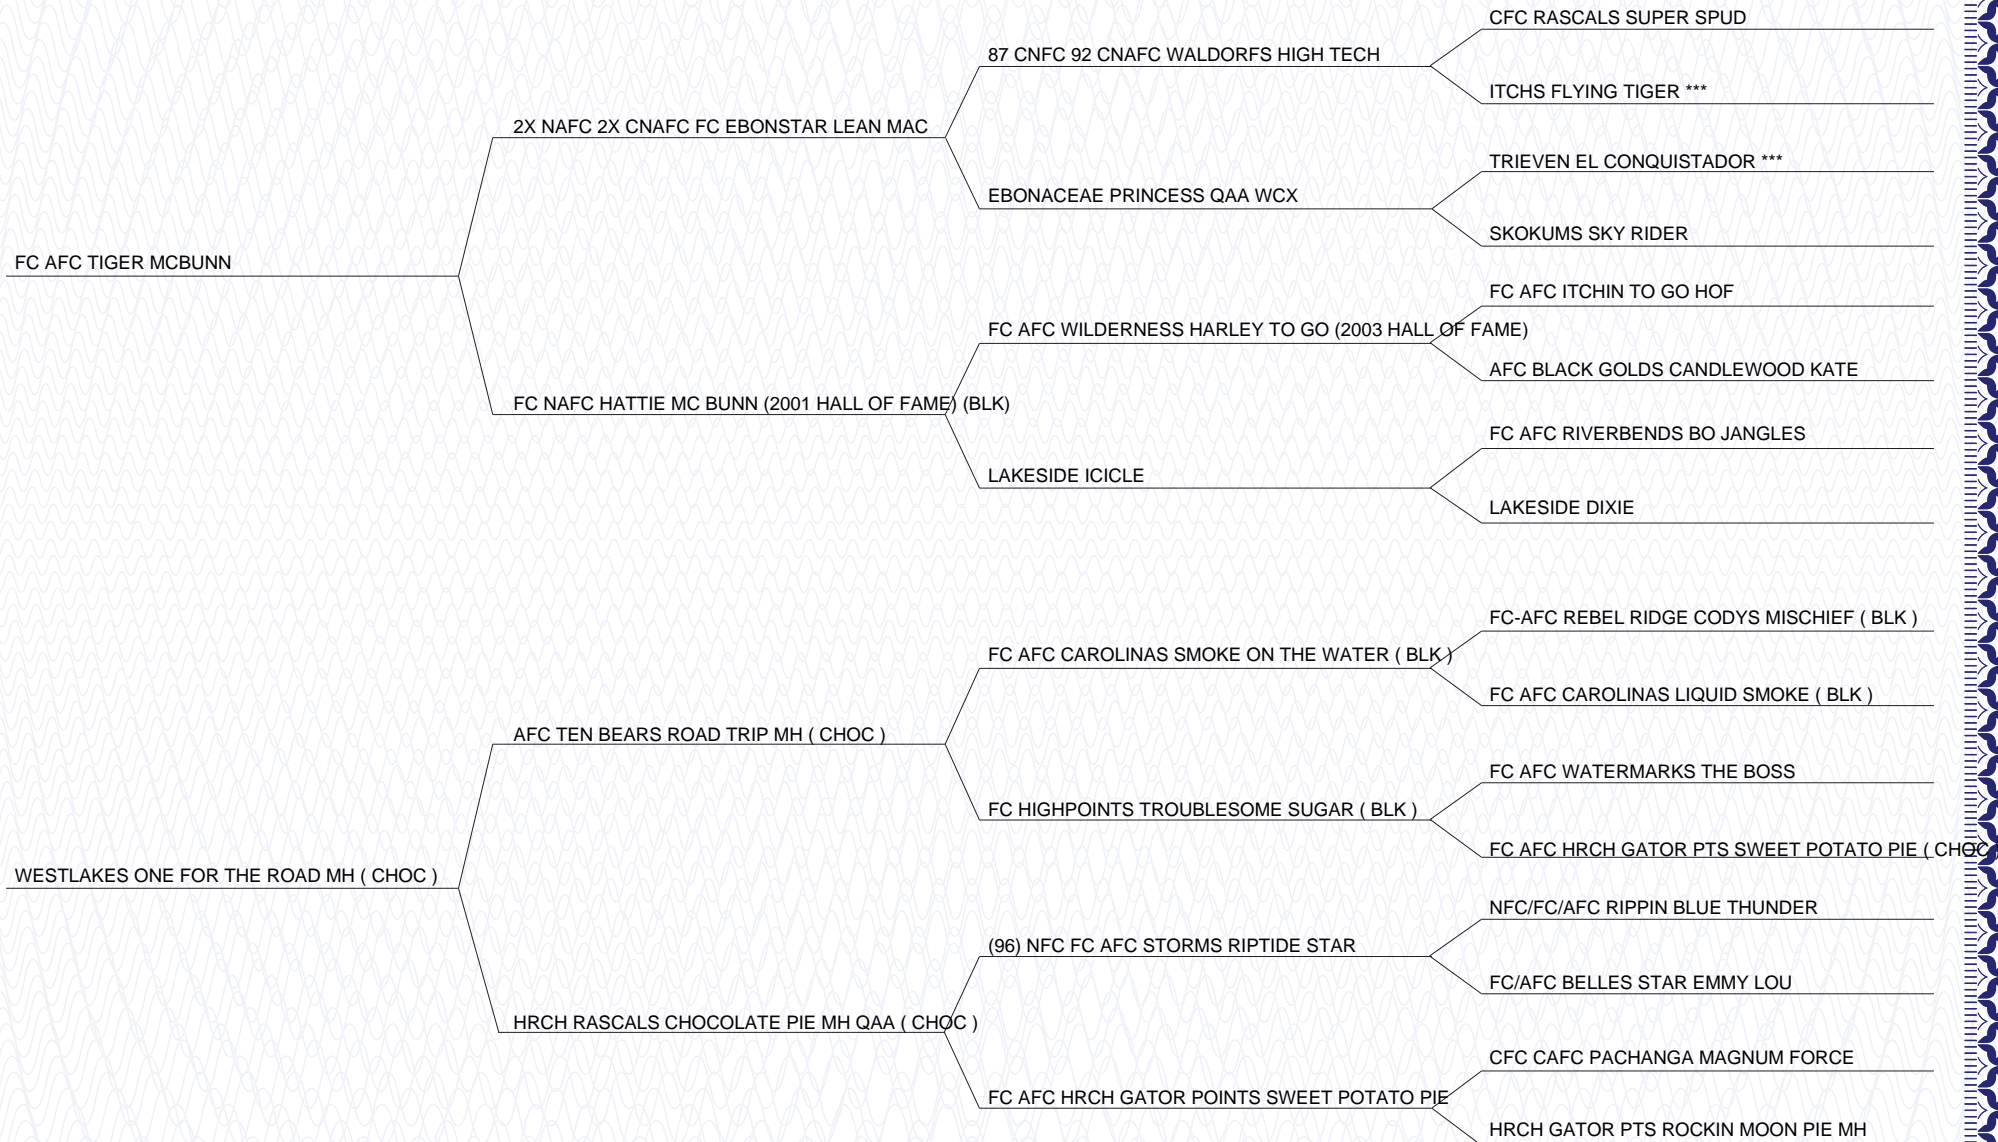 CFC RASCALS SUPER SPUD
87 CNFC 92 CNAFC WALDORFS HIGH TECH
ITCHS FLYING TIGER ***
2X NAFC 2X CNAFC FC EBONSTAR LEAN MAC
TRIEVEN EL CONQUISTADOR ***
EBONACEAE PRINCESS QAA WCX
SKOKUMS SKY RIDER
FC AFC TIGER MCBUNN
FC AFC ITCHIN TO GO HOF
FC AFC WILDERNESS HARLEY TO GO (2003 HALL OF FAME)
AFC BLACK GOLDS CANDLEWOOD KATE
FC NAFC HATTIE MC BUNN (2001 HALL OF FAME) (BLK)
FC AFC RIVERBENDS BO JANGLES
LAKESIDE ICICLE
LAKESIDE DIXIE
FC-AFC REBEL RIDGE CODYS MISCHIEF ( BLK )
FC AFC CAROLINAS SMOKE ON THE WATER ( BLK )
FC AFC CAROLINAS LIQUID SMOKE ( BLK )
AFC TEN BEARS ROAD TRIP MH ( CHOC )
FC AFC WATERMARKS THE BOSS
FC HIGHPOINTS TROUBLESOME SUGAR ( BLK )
FC AFC HRCH GATOR PTS SWEET POTATO PIE ( CHOC )
WESTLAKES ONE FOR THE ROAD MH ( CHOC )
NFC/FC/AFC RIPPIN BLUE THUNDER
(96) NFC FC AFC STORMS RIPTIDE STAR
FC/AFC BELLES STAR EMMY LOU
HRCH RASCALS CHOCOLATE PIE MH QAA ( CHOC )
CFC CAFC PACHANGA MAGNUM FORCE
FC AFC HRCH GATOR POINTS SWEET POTATO PIE
HRCH GATOR PTS ROCKIN MOON PIE MH